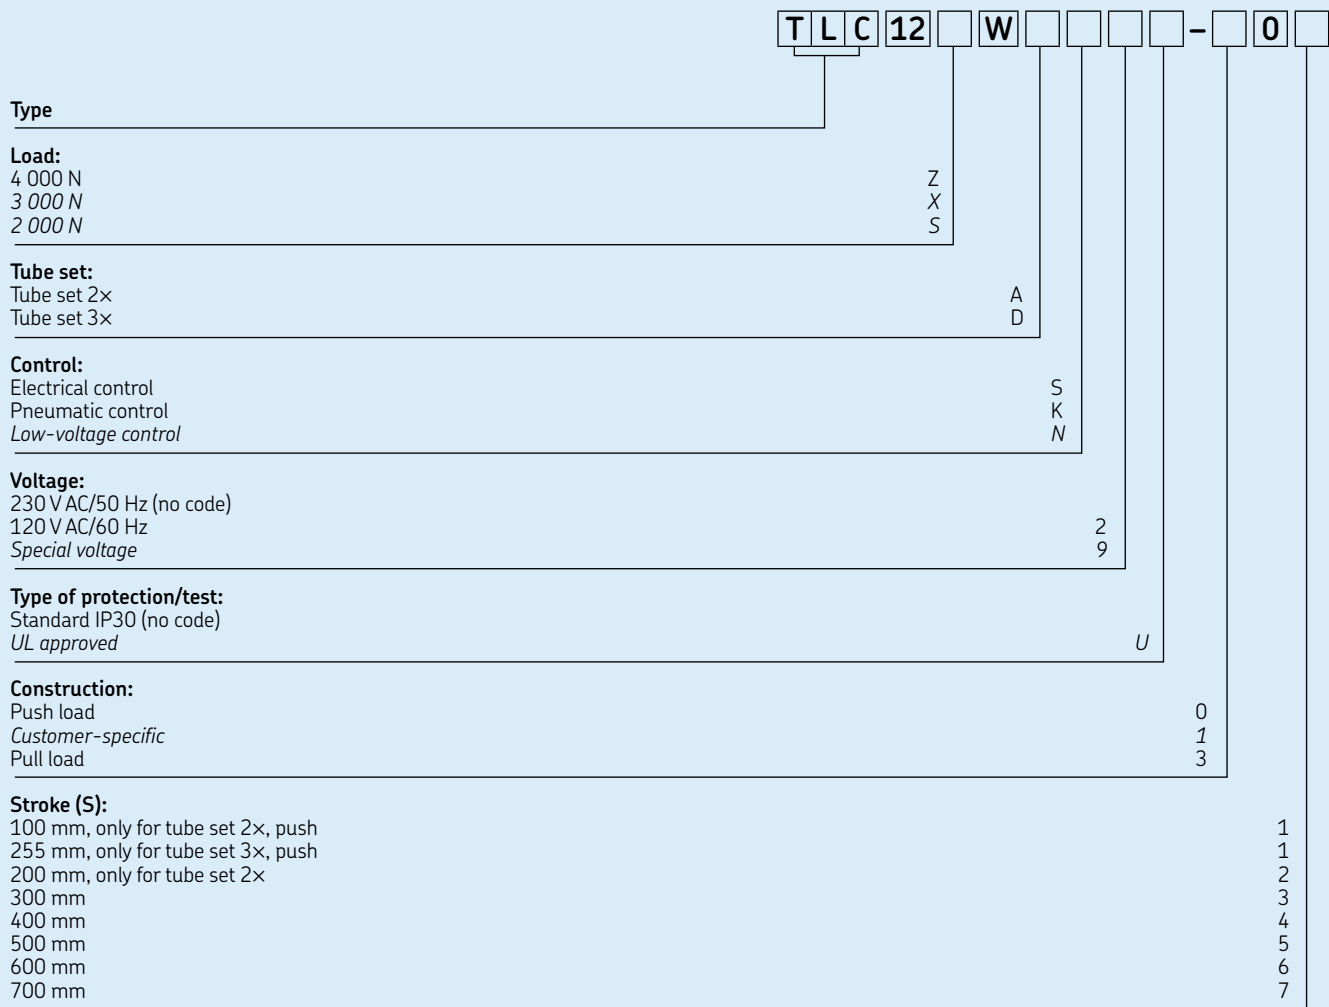 TLC 12 W – 0
Type
Load:
4 000 N Z
3 000 N X
2 000 N S
Tube set:
Tube set 2× A
Tube set 3× D
Control:
Electrical control S
Pneumatic control K
Low-voltage control N
Voltage:
230 V AC/50 Hz (no code)
120 V AC/60 Hz 2
Special voltage 9
Type of protection/test:
Standard IP30 (no code)
UL approved U
Construction:
Push load 0
Customer-specific 1
Pull load 3
Stroke (S):
100 mm, only for tube set 2×, push 1
255 mm, only for tube set 3×, push 1
200 mm, only for tube set 2× 2
300 mm 3
400 mm 4
500 mm 5
600 mm 6
700 mm 7